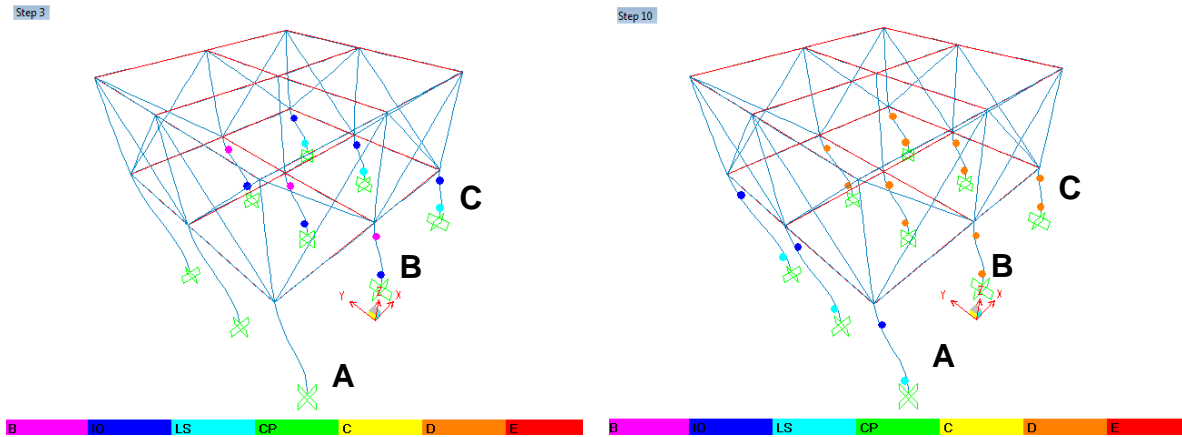 Step 3
Y Z X
A
B
C
B IO LS CP C D E
Step 10
Y Z X
A
B
C
B IO LS CP C D E